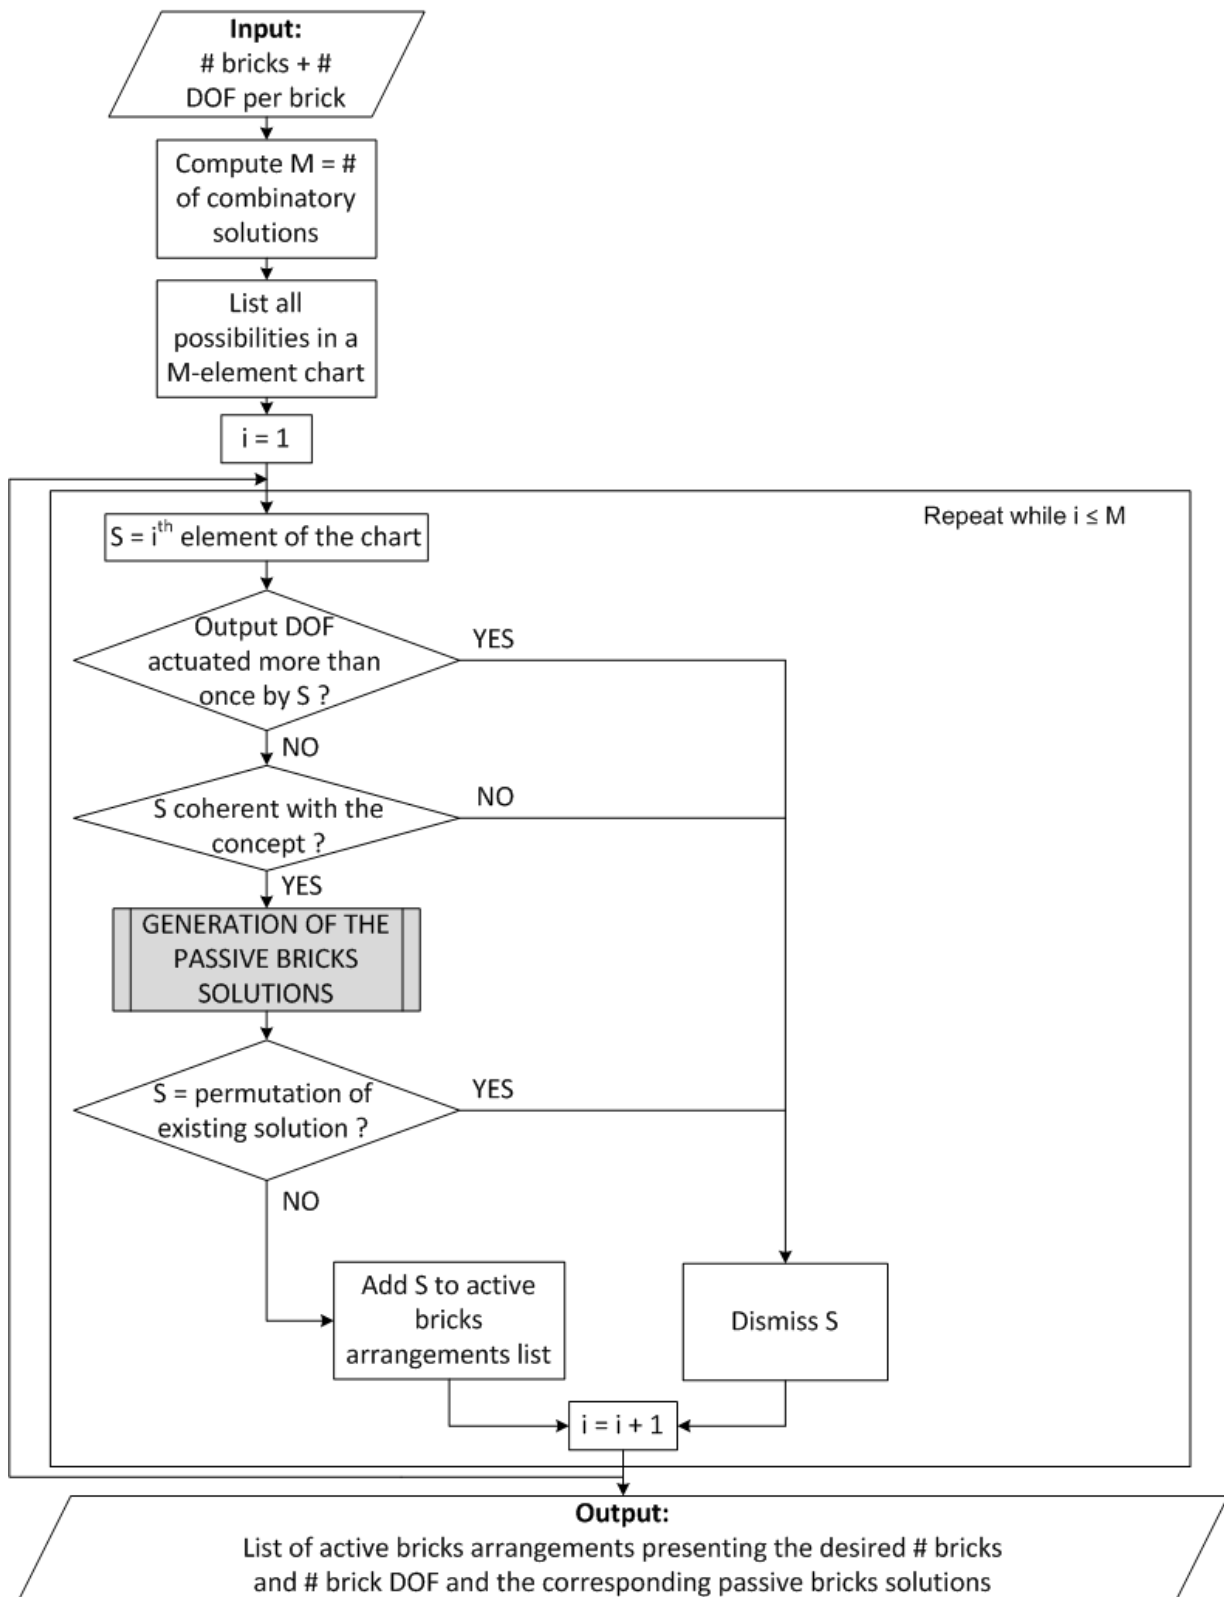 Input:
# bricks + #
DOF per brick
Compute M = #
of combinatory
solutions
List all
possibilities in a
M-element chart
i = 1
Repeat while i ≤ M
S = ith element of the chart
Output DOF
actuated more than
once by S ?
YES
NO
S coherent with the
concept ?
NO
YES
GENERATION OF THE
PASSIVE BRICKS
SOLUTIONS
S = permutation of
existing solution ?
YES
NO
Add S to active
bricks
arrangements list
Dismiss S
i = i + 1
Output:
List of active bricks arrangements presenting the desired # bricks
and # brick DOF and the corresponding passive bricks solutions